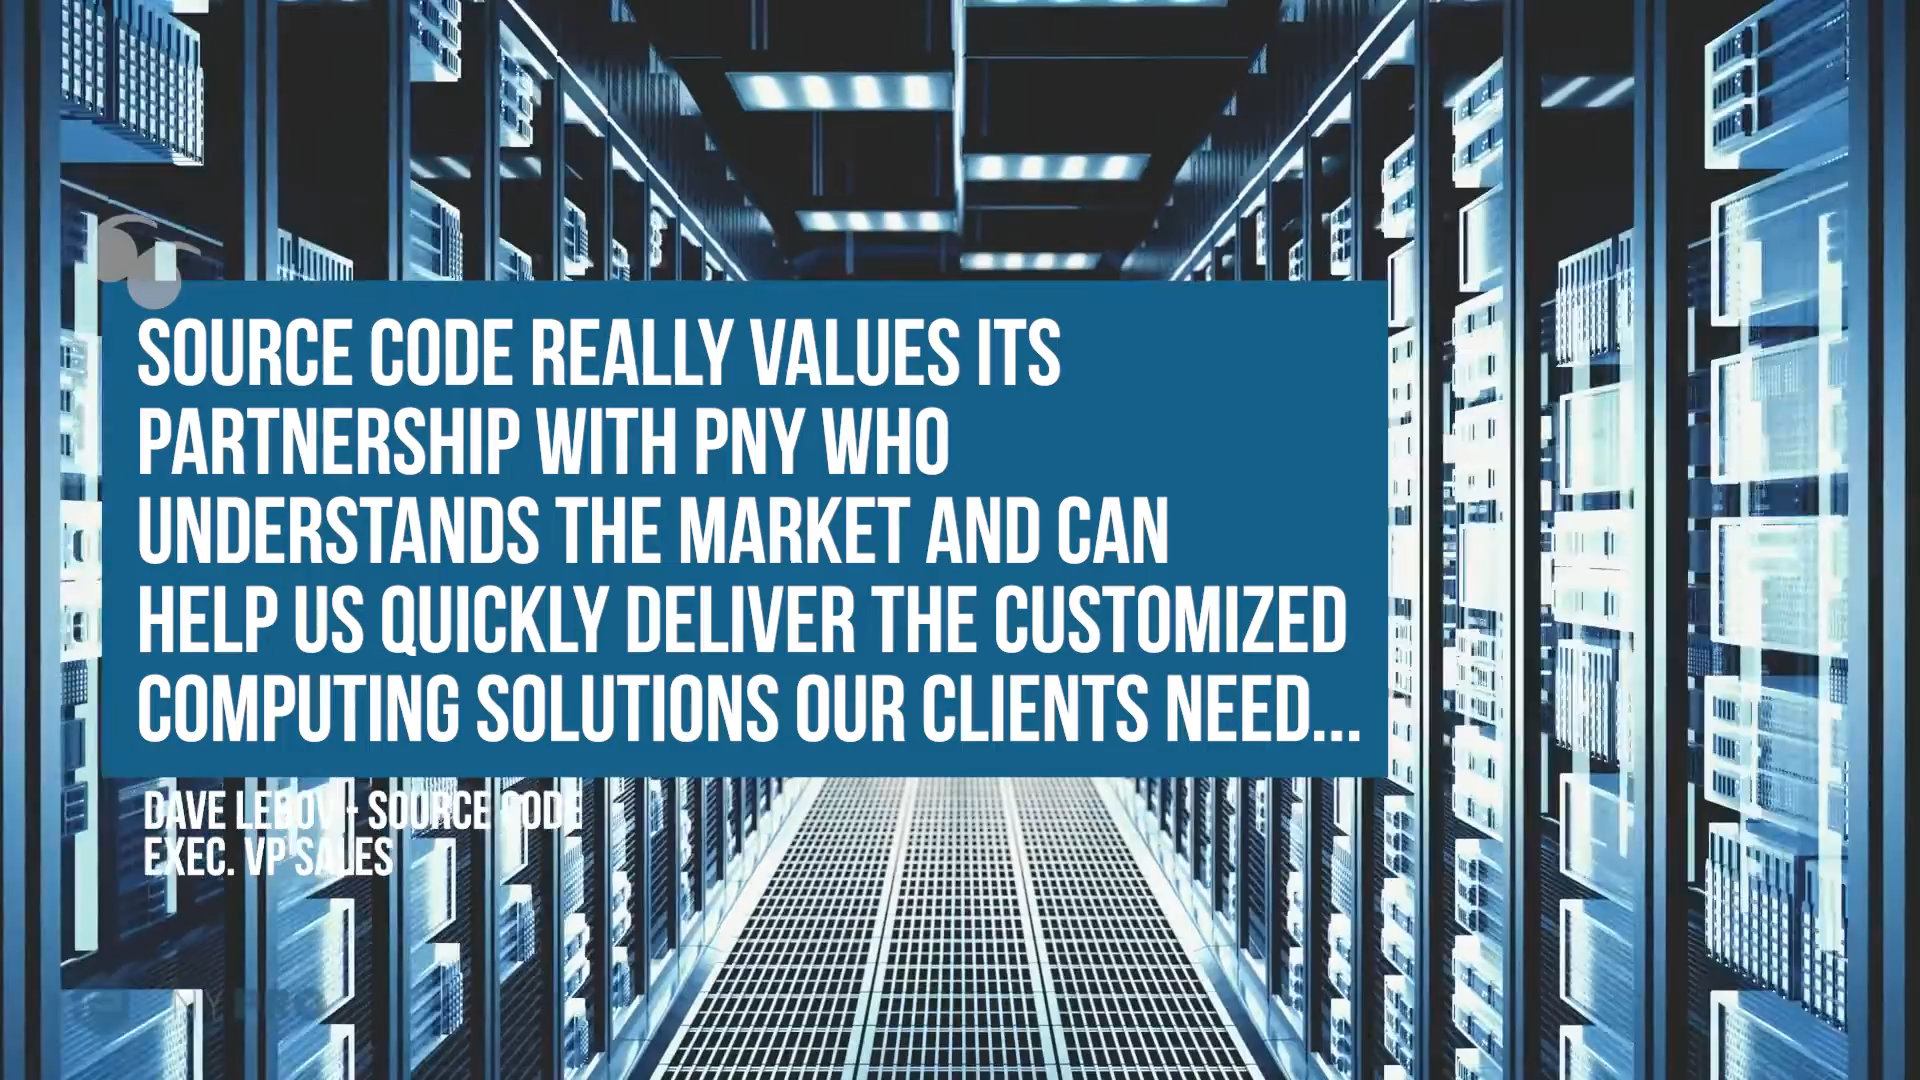 SOURCE CODE REALLY VALUES ITS
PARTNERSHIP WITH PNY WHO
UNDERSTANDS THE MARKET AND CAN
HELP US QUICKLY DELIVER THE CUSTOMIZED
COMPUTING SOLUTIONS OUR CLIENTS NEED...
DAVE LEBOV - SOURCE CODE
EXEC. VP SALES